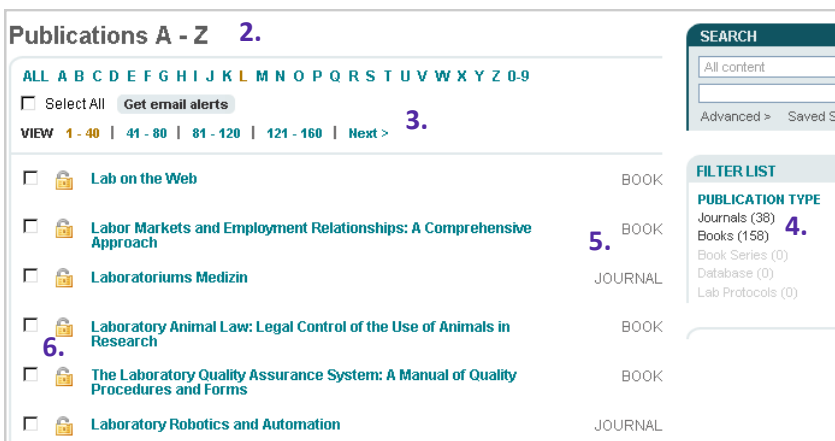 Publications A - Z 2.
ALL A B C D E F G H I J K L M N O P Q R S T U V W X Y Z 0-9
Select All Get email alerts
VIEW 1 - 40 | 41 - 80 | 81 - 120 | 121 - 160 | Next >
3.
Lab on the Web BOOK
Labor Markets and Employment Relationships: A Comprehensive
Approach
BOOK
5.
Laboratoriums Medizin JOURNAL
Laboratory Animal Law: Legal Control of the Use of Animals in
Research
BOOK
6.
The Laboratory Quality Assurance System: A Manual of Quality
Procedures and Forms
BOOK
Laboratory Robotics and Automation JOURNAL
SEARCH
All content
Advanced > Saved S
FILTER LIST
PUBLICATION TYPE
Journals (38)
Books (158)
4.
Book Series (0)
Database (0)
Lab Protocols (0)